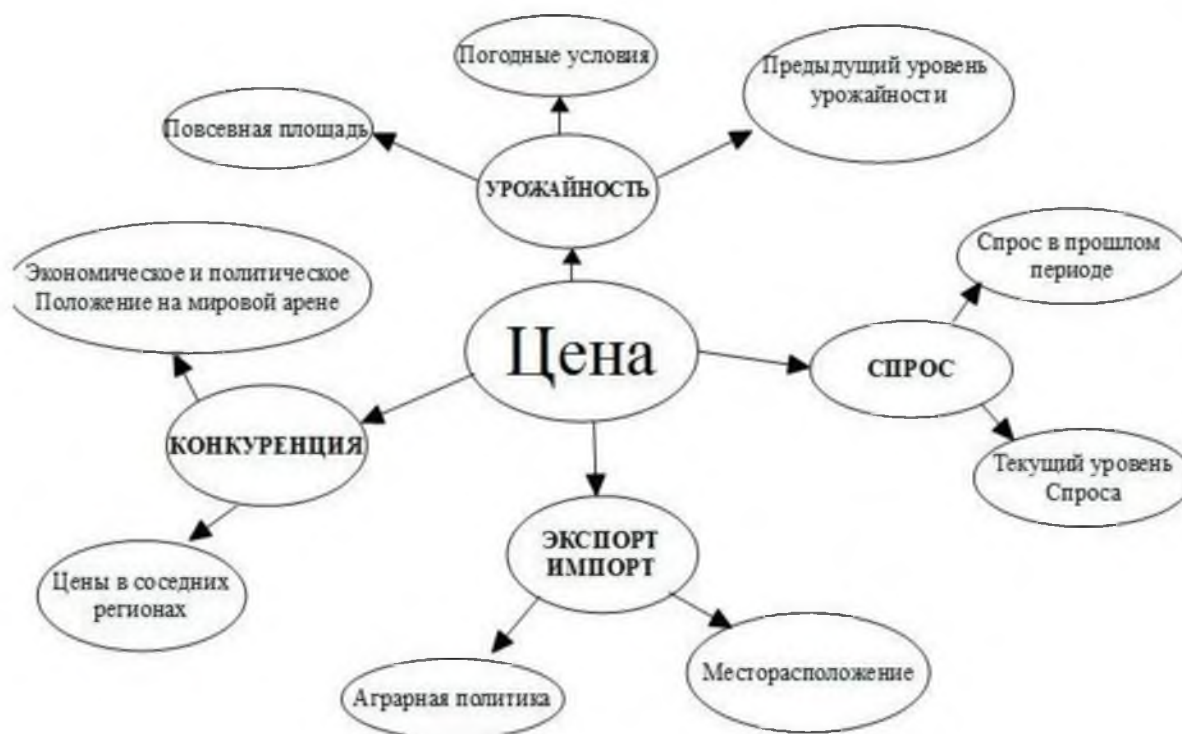 Погодные условия
Предыдущий уровень
урожайности
Повсевная площадь
УРОЖАЙНОСТЬ
Спрос в прошлом
периоде
Экономическое и политическое
Положение на мировой арене
Цена
СПРОС
КОНКУРЕНЦИЯ
Текущий уровень
Спроса
ЭКСПОРТ
ИМПОРТ
Цены в соседних
регионах
Месторасположение
Аграрная политика